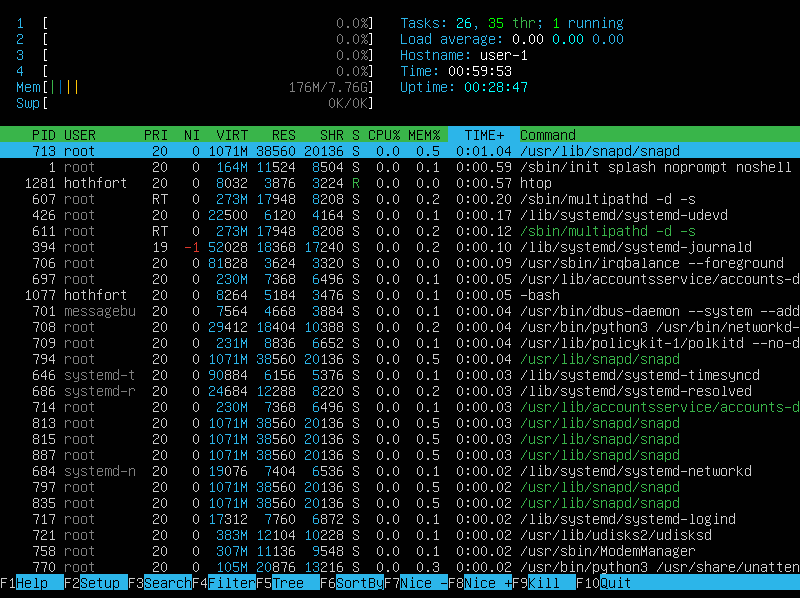 1 [ 0.0%] Tasks: 26, 35 thr; 1 running
2 [ 0.0%] Load average: 0.00 0.00 0.00
3 [ 0.0%] Hostname: user-1
4 [ 0.0%] Time: 00:59:53
Mem[|||| 176M/7.76G] Uptime: 00:28:47
Swp[ 0K/0K]
PID USER PRI NI VIRT RES SHR S CPU% MEM% TIME+ Command
713 root 20 0 1071M 38560 20136 S 0.0 0.5 0:01.04 /usr/lib/snapd/snapd
1 root 20 0 164M 11524 8504 S 0.0 0.1 0:00.59 /sbin/init splash noprompt noshell
1281 hothfort 20 0 8032 3876 3224 R 0.0 0.0 0:00.57 htop
607 root RT 0 273M 17948 8208 S 0.0 0.2 0:00.20 /sbin/multipathd -d -s
426 root 20 0 22500 6120 4164 S 0.0 0.1 0:00.17 /lib/systemd/systemd-udevd
611 root RT 0 273M 17948 8208 S 0.0 0.2 0:00.12 /sbin/multipathd -d -s
394 root 19 -1 52028 18368 17240 S 0.0 0.2 0:00.10 /lib/systemd/systemd-journald
706 root 20 0 81828 3624 3320 S 0.0 0.0 0:00.09 /usr/sbin/irqbalance --foreground
697 root 20 0 230M 7368 6496 S 0.0 0.1 0:00.05 /usr/lib/accountsservice/accounts-d
1077 hothfort 20 0 8264 5184 3476 S 0.0 0.1 0:00.05 -bash
701 messagebu 20 0 7564 4668 3884 S 0.0 0.1 0:00.04 /usr/bin/dbus-daemon --system --add
708 root 20 0 29412 18404 10388 S 0.0 0.2 0:00.04 /usr/bin/python3 /usr/bin/networkd-
709 root 20 0 231M 8836 6652 S 0.0 0.1 0:00.04 /usr/lib/policykit-1/polkitd --no-d
794 root 20 0 1071M 38560 20136 S 0.0 0.5 0:00.04 /usr/lib/snapd/snapd
646 systemd-t 20 0 90884 6156 5376 S 0.0 0.1 0:00.03 /lib/systemd/systemd-timesyncd
686 systemd-r 20 0 24684 12288 8220 S 0.0 0.2 0:00.03 /lib/systemd/systemd-resolved
714 root 20 0 230M 7368 6496 S 0.0 0.1 0:00.03 /usr/lib/accountsservice/accounts-d
813 root 20 0 1071M 38560 20136 S 0.0 0.5 0:00.03 /usr/lib/snapd/snapd
815 root 20 0 1071M 38560 20136 S 0.0 0.5 0:00.03 /usr/lib/snapd/snapd
887 root 20 0 1071M 38560 20136 S 0.0 0.5 0:00.03 /usr/lib/snapd/snapd
684 systemd-n 20 0 19076 7404 6536 S 0.0 0.1 0:00.02 /lib/systemd/systemd-networkd
797 root 20 0 1071M 38560 20136 S 0.0 0.5 0:00.02 /usr/lib/snapd/snapd
835 root 20 0 1071M 38560 20136 S 0.0 0.5 0:00.02 /usr/lib/snapd/snapd
717 root 20 0 17312 7760 6872 S 0.0 0.1 0:00.02 /lib/systemd/systemd-logind
721 root 20 0 383M 12104 10228 S 0.0 0.1 0:00.02 /usr/lib/udisks2/udisksd
758 root 20 0 307M 11136 9548 S 0.0 0.1 0:00.02 /usr/sbin/ModemManager
770 root 20 0 105M 20876 13216 S 0.0 0.3 0:00.02 /usr/bin/python3 /usr/share/unatten
F1Help F2Setup F3SearchF4FilterF5Tree F6SortByF7Nice -F8Nice +F9Kill F10Quit